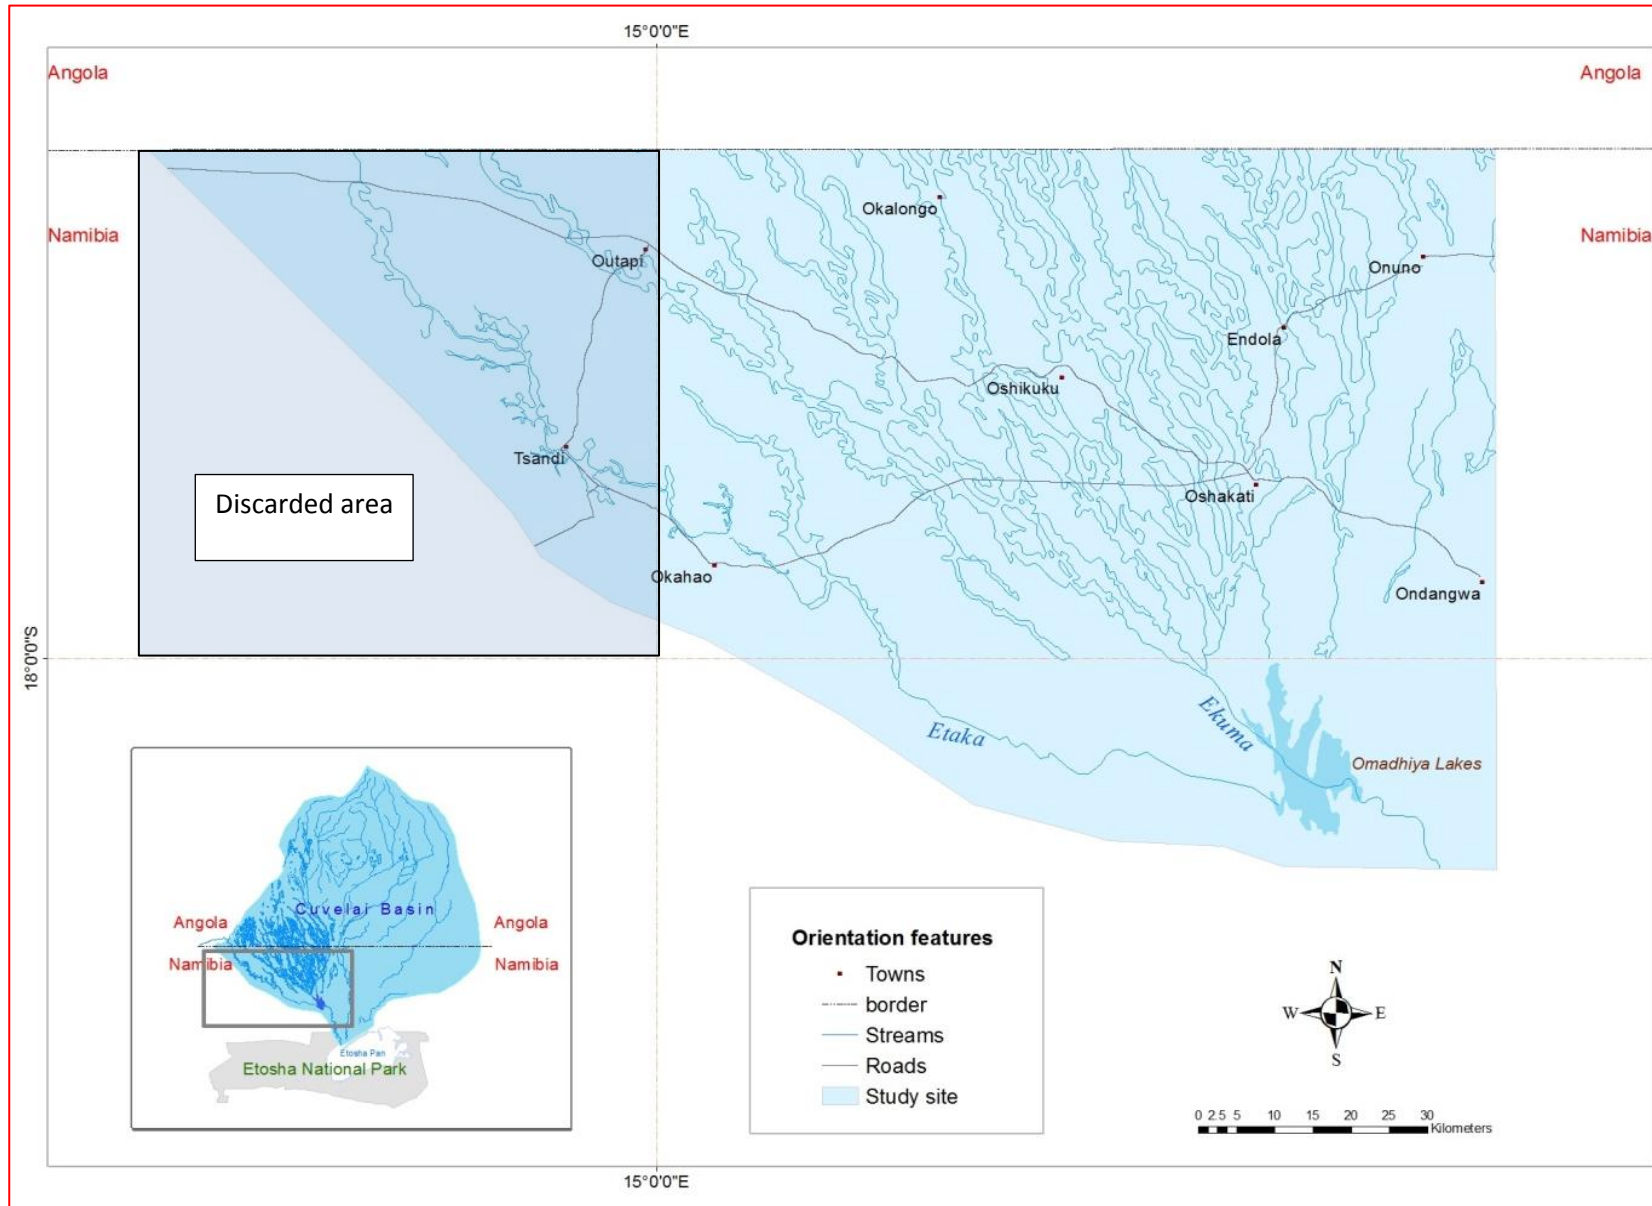 15°0'0"E
Angola
Angola
Namibia
Namibia
Okalongo
Outapi
Onuno
Endola
Oshikuku
Tsandi
Oshakati
Discarded area
Okahao
Ondangwa
18°0'0"S
Etaka
Ekuma
Omadhiya Lakes
Cuvelai Basin
Angola
Angola
Namibia
Namibia
Etosha Pan
Etosha National Park
Orientation features
Towns
border
Streams
Roads
Study site
N
W
E
S
0 2.5 5 10 15 20 25 30
Kilometers
15°0'0"E